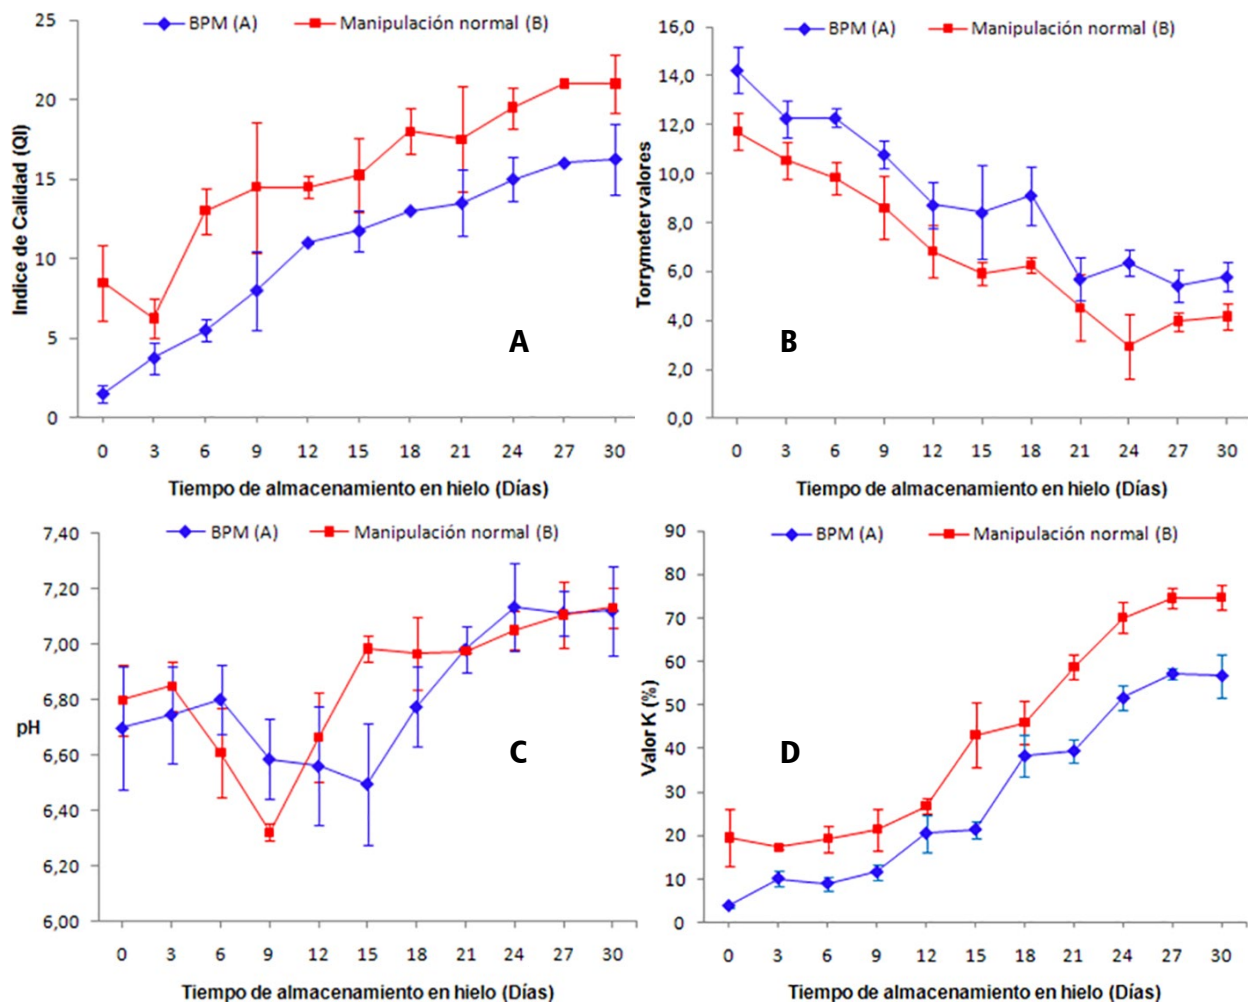 BPM (A) Manipulación normal (B)
25
20
15
10
5
0
Indice de Calidad (QI)
A
0 3 6 9 12 15 18 21 24 27 30
Tiempo de almacenamiento en hielo (Días)
BPM (A) Manipulación normal (B)
16,0
14,0
12,0
10,0
8,0
6,0
4,0
2,0
0,0
Torrymeter valores
B
0 3 6 9 12 15 18 21 24 27 30
Tiempo de almacenamiento en hielo (Días)
BPM (A) Manipulación normal (B)
7,40
7,20
7,00
6,80
6,60
6,40
6,20
6,00
pH
C
0 3 6 9 12 15 18 21 24 27 30
Tiempo de almacenamiento en hielo (Días)
BPM (A) Manipulación normal (B)
90
80
70
60
50
40
30
20
10
0
Valor K (%)
D
0 3 6 9 12 15 18 21 24 27 30
Tiempo de almacenamiento en hielo (Días)